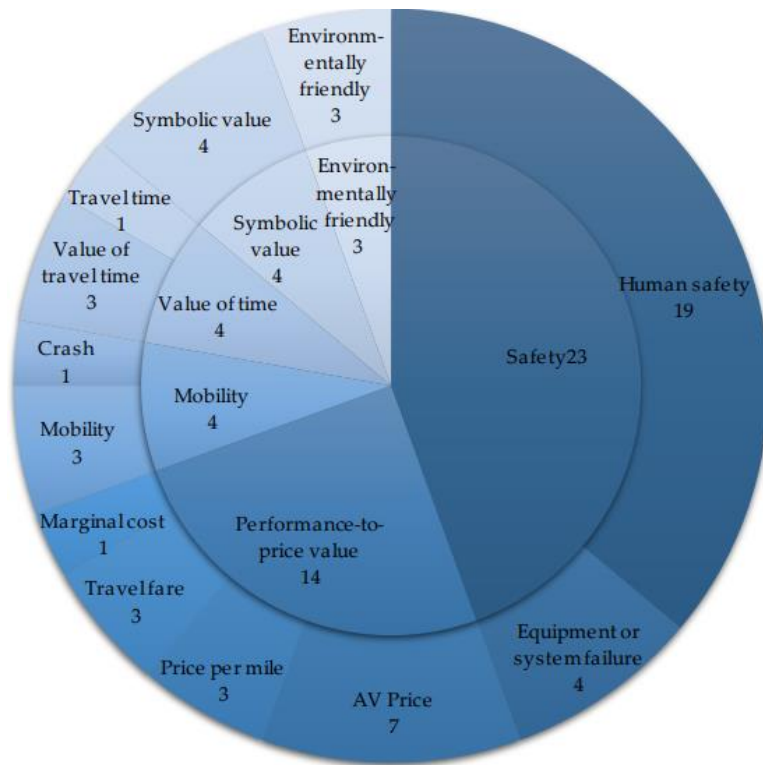 Environm-
entally
friendly
3
Symbolic value
4
Travel time
1
Value of
travel time
3
Crash
1
Mobility
3
Marginal cost
1
Travel fare
3
Price per mile
3
AV Price
7
Equipment or
system failure
4
Human safety
19
Environ-
mentally
friendly
3
Symbolic
value
4
Value of time
4
Mobility
4
Performance-to-
price value
14
Safety23